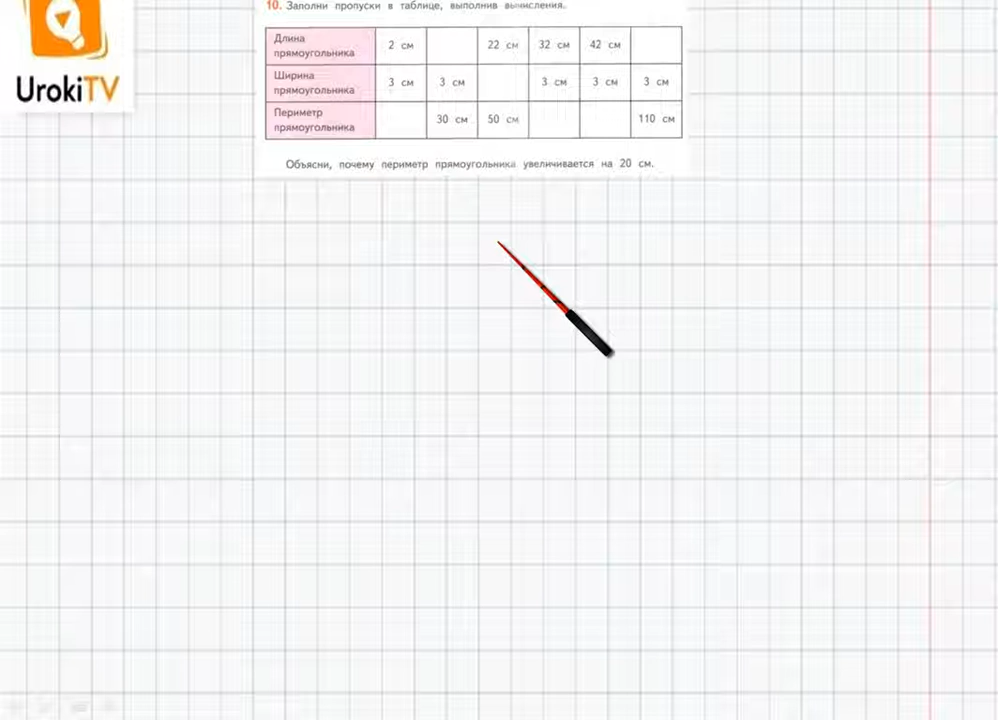 UrokiTV
10. Заполни пропуски в таблице, выполнив вычисления.
Длина прямоугольника 2 см 22 см 32 см 42 см
Ширина прямоугольника 3 см 3 см 3 см 3 см 3 см
Периметр прямоугольника 30 см 50 см 110 см
Объясни, почему периметр прямоугольника увеличивается на 20 см.